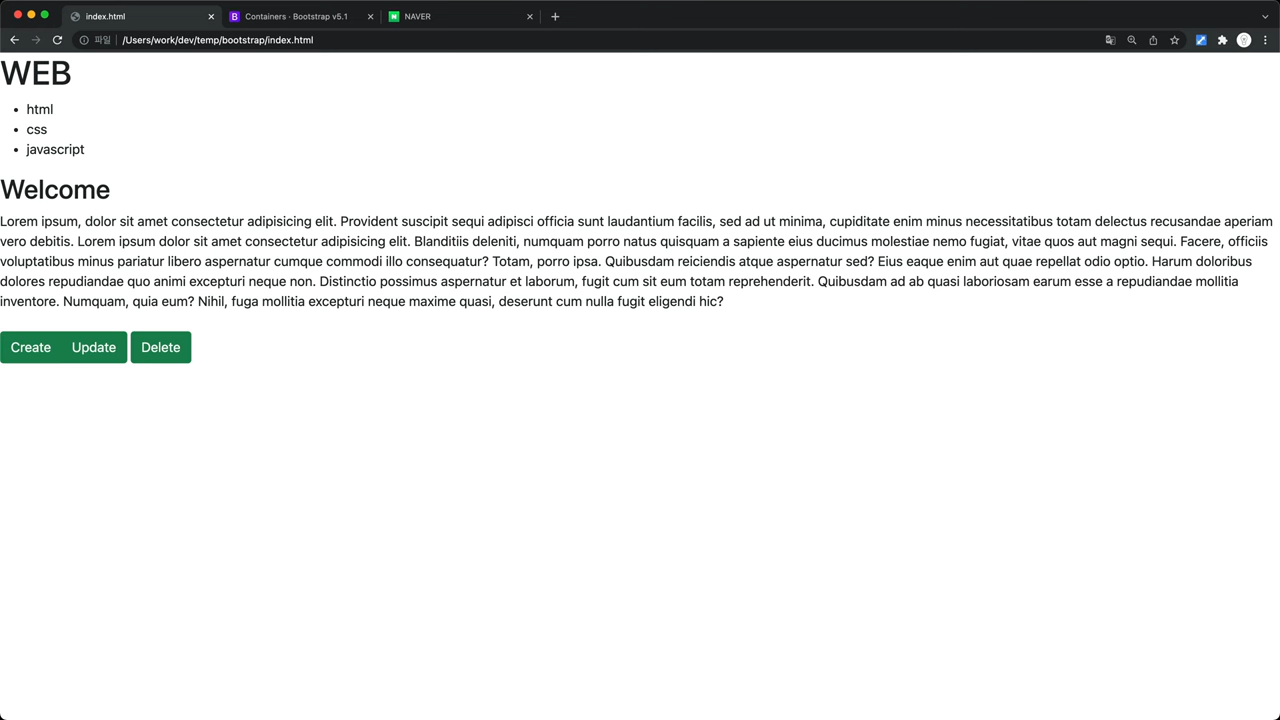 index.html
Containers · Bootstrap v5.1
NAVER
파일
/Users/work/dev/temp/bootstrap/index.html
WEB
html
css
javascript
Welcome
Lorem ipsum, dolor sit amet consectetur adipisicing elit. Provident suscipit sequi adipisci officia sunt laudantium facilis, sed ad ut minima, cupiditate enim minus necessitatibus totam delectus recusandae aperiam
vero debitis. Lorem ipsum dolor sit amet consectetur adipisicing elit. Blanditiis deleniti, numquam porro natus quisquam a sapiente eius ducimus molestiae nemo fugiat, vitae quos aut magni sequi. Facere, officiis
voluptatibus minus pariatur libero aspernatur cumque commodi illo consequatur? Totam, porro ipsa. Quibusdam reiciendis atque aspernatur sed? Eius eaque enim aut quae repellat odio optio. Harum doloribus
dolores repudiandae quo animi excepturi neque non. Distinctio possimus aspernatur et laborum, fugit cum sit eum totam reprehenderit. Quibusdam ad ab quasi laboriosam earum esse a repudiandae mollitia
inventore. Numquam, quia eum? Nihil, fuga mollitia excepturi neque maxime quasi, deserunt cum nulla fugit eligendi hic?
Create Update Delete